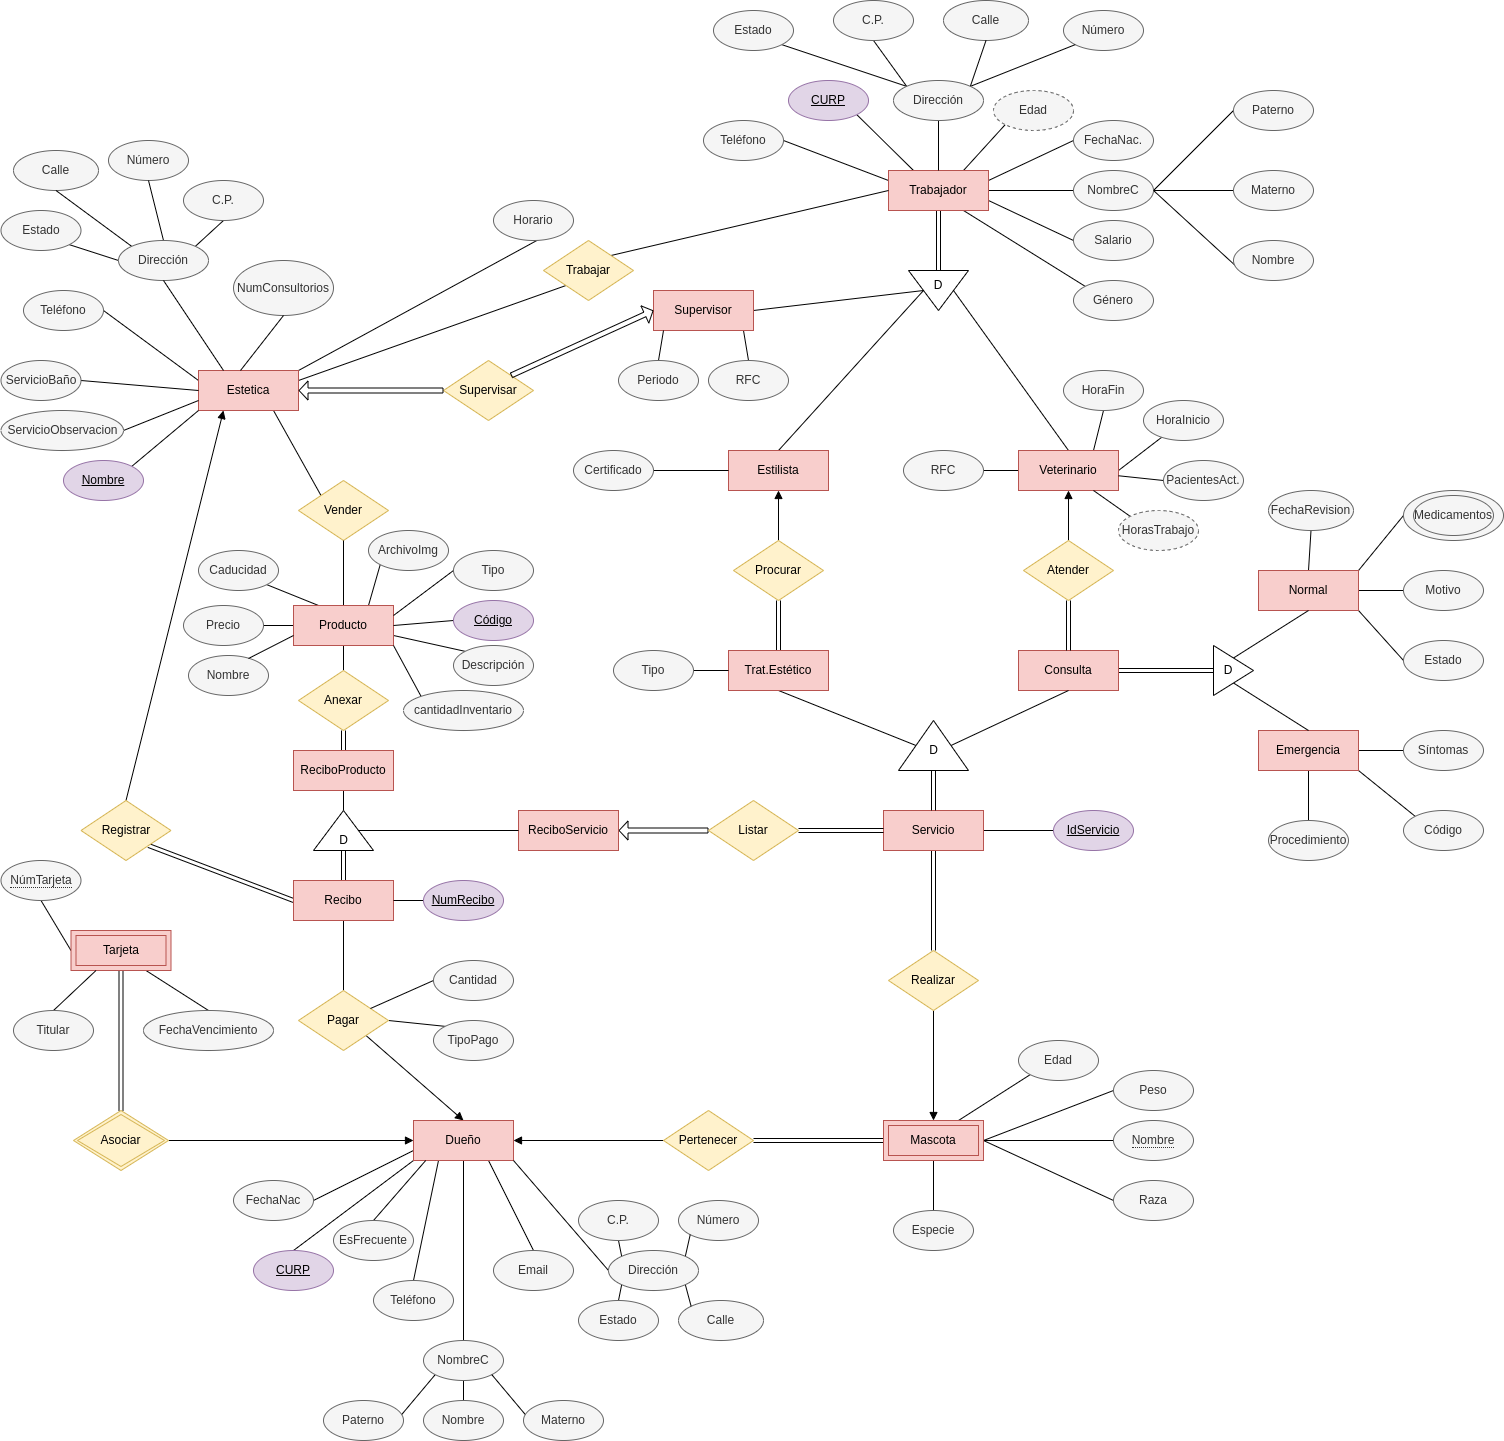 Estado
C.P.
Calle
Número
CURP
Dirección
Edad
Teléfono
FechaNac.
Paterno
Trabajador
NombreC
Materno
Salario
Nombre
Género
D
Calle
Número
C.P.
Estado
Dirección
Horario
Trabajar
NumConsultorios
Teléfono
Supervisor
ServicioBaño
Estetica
Supervisar
Periodo
RFC
ServicioObservacion
Nombre
HoraFin
HoraInicio
Certificado
Estilista
RFC
Veterinario
PacientesAct.
HorasTrabajo
Vender
ArchivoImg
Caducidad
Tipo
Precio
Producto
Código
Nombre
Descripción
Anexar
cantidadInventario
Procurar
Atender
FechaRevision
Medicamentos
Normal
Motivo
Estado
Tipo
Trat.Estético
Consulta
D
Emergencia
Síntomas
Procedimiento
Código
D
ReciboProducto
Registrar
D
ReciboServicio
Listar
Servicio
IdServicio
NúmTarjeta
Recibo
NumRecibo
Tarjeta
Titular
FechaVencimiento
Cantidad
Pagar
TipoPago
Realizar
Edad
Peso
Asociar
Dueño
Pertenecer
Mascota
Nombre
Raza
Especie
FechaNac
EsFrecuente
CURP
Teléfono
Email
C.P.
Número
Dirección
Estado
Calle
NombreC
Paterno
Nombre
Materno